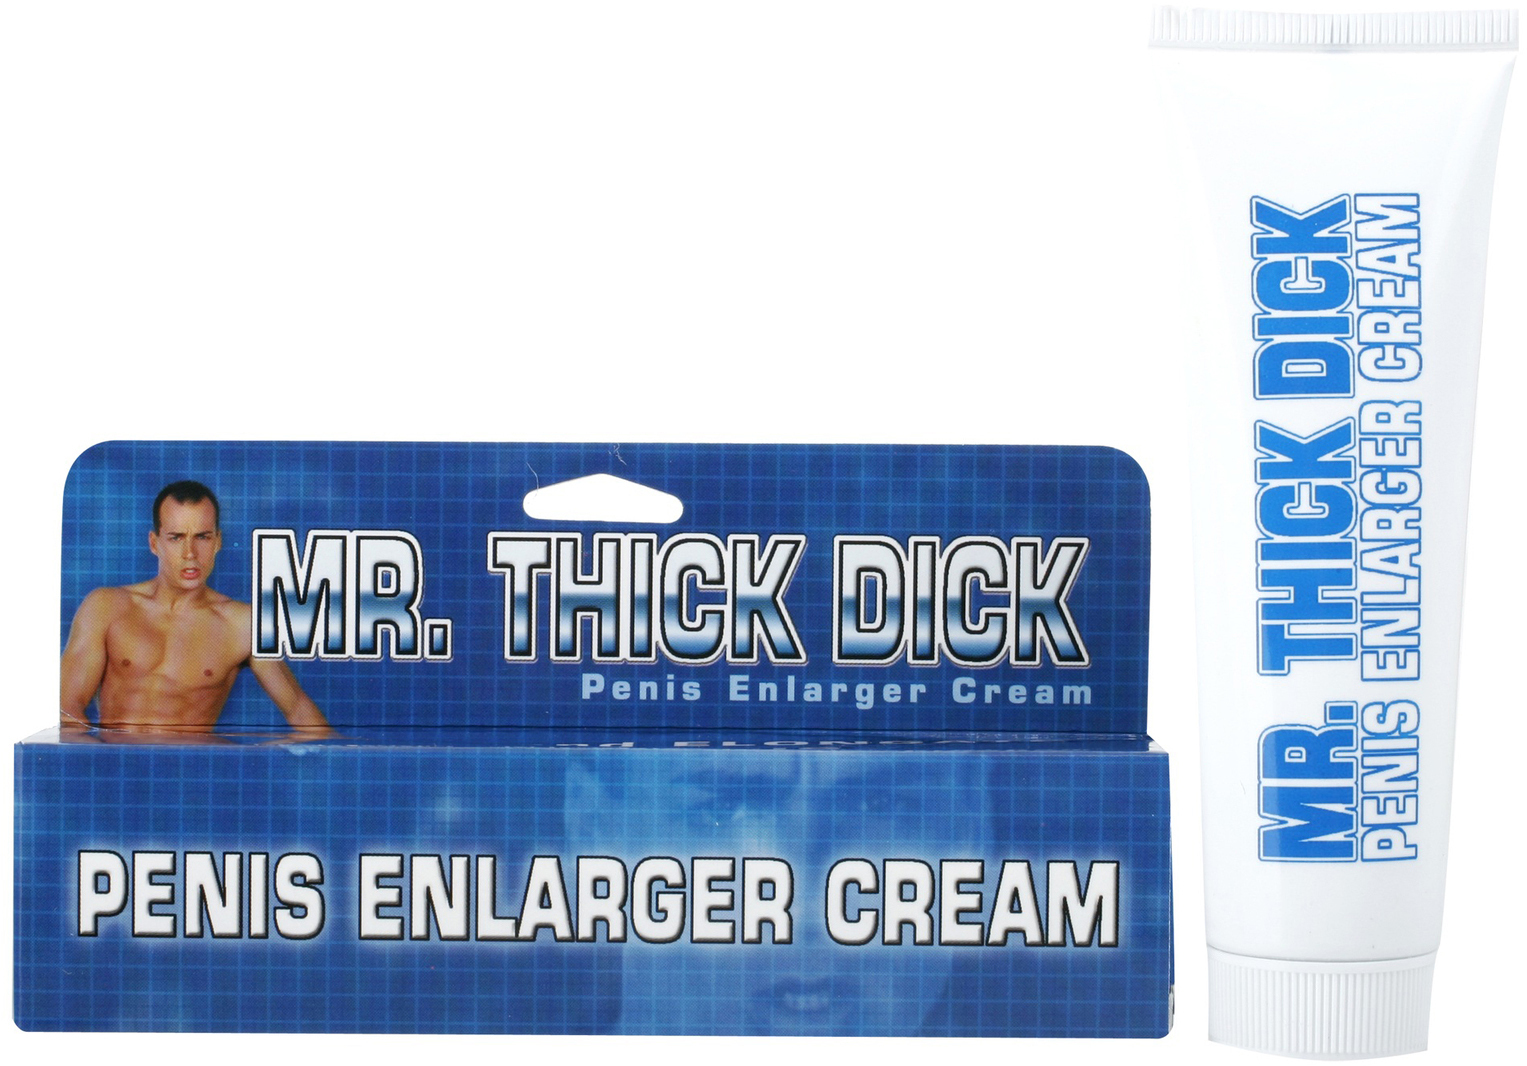 MR. THICK DICK
Penis Enlarger Cream
PENIS ENLARGER CREAM
MR. THICK DICK
PENIS ENLARGER CREAM